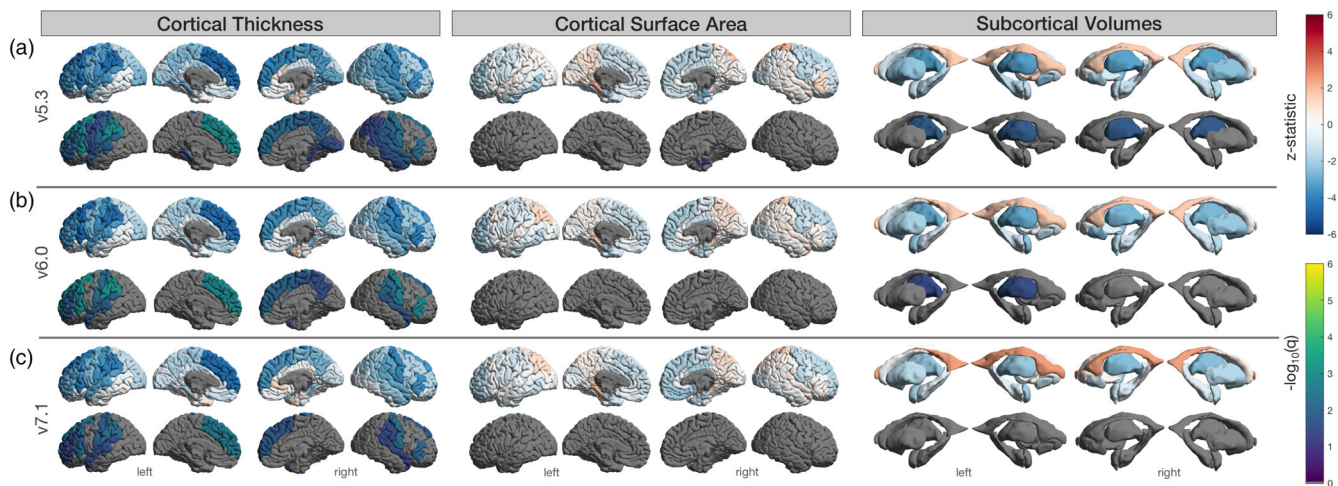 Cortical Thickness
Cortical Surface Area
Subcortical Volumes
(a)
v5.3
(b)
v6.0
(c)
v7.1
left
right
left
right
left
right
6
4
2
0
-2
-4
-6
z-statistic
6
5
4
3
2
1
0
-log10(q)